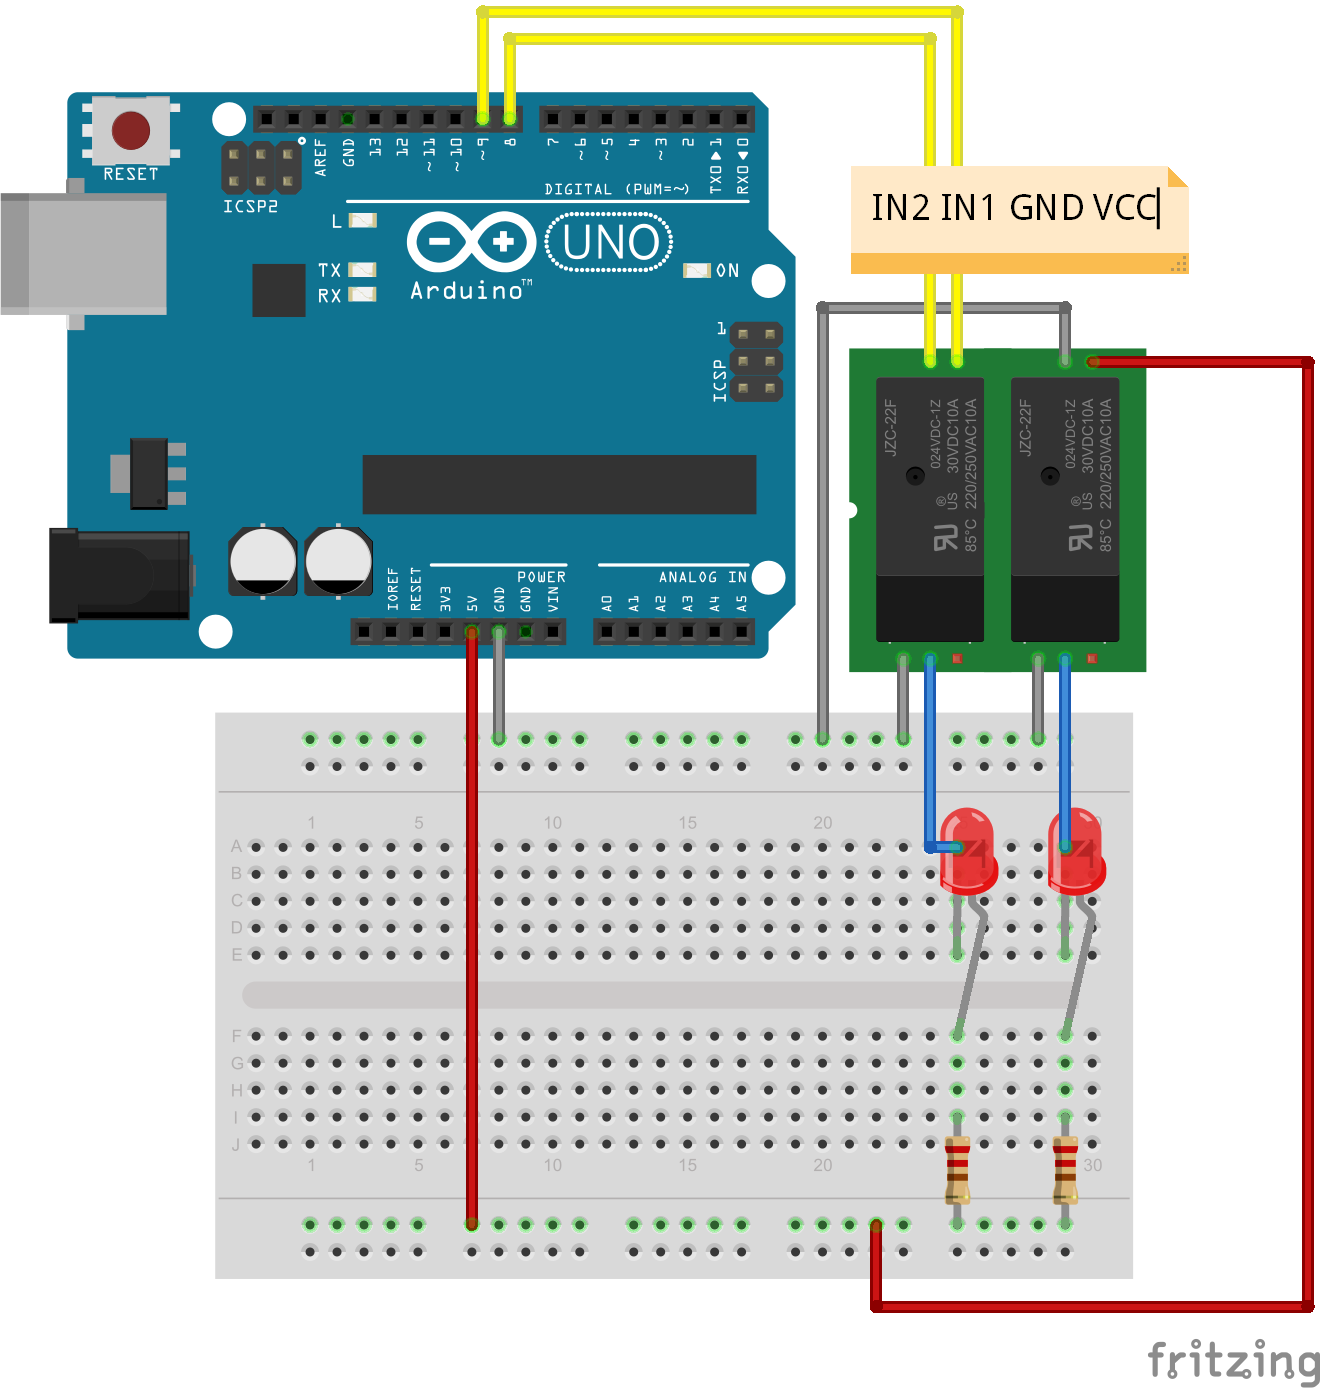 RESET
ICSP2
AREF
GND
13
12
~11
~10
~9
8
7
~6
~5
4
~3
2
TX0▶1
RX0◀0
DIGITAL (PWM=~)
L
TX
RX
UNO
Arduino™
ON
1
ICSP
IN2 IN1 GND VCC
JZC-22F
024VDC-1Z
30VDC10A
220/250VAC10A
® US
85°C
JZC-22F
024VDC-1Z
30VDC10A
220/250VAC10A
® US
85°C
POWER
ANALOG IN
IOREF
RESET
3V3
5V
GND
GND
VIN
A0
A1
A2
A3
A4
A5
1 5 10 15 20
A
B
C
D
E
F
G
H
I
J
1 5 10 15 20 30
fritzing